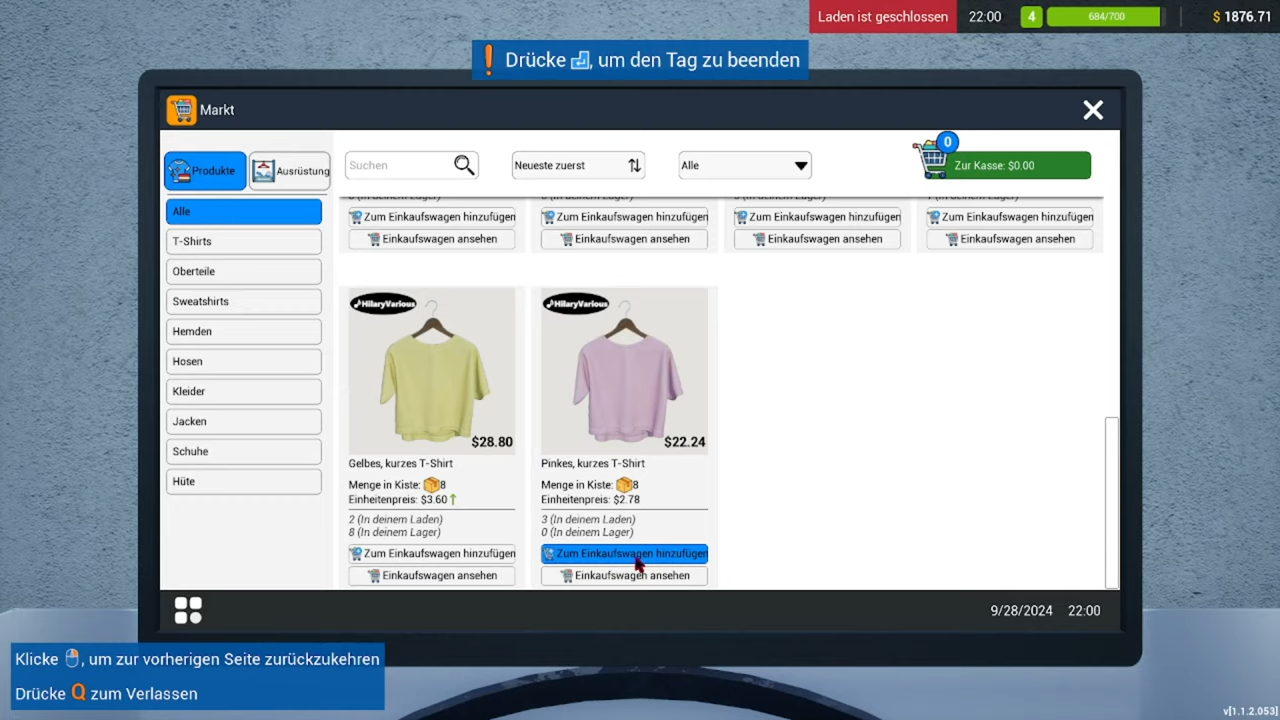 Laden ist geschlossen
22:00
4
684/700
$ 1876.71
Drücke , um den Tag zu beenden
Markt
Produkte
Ausrüstung
Suchen
Neueste zuerst
Alle
0
Zur Kasse: $0.00
Alle
T-Shirts
Oberteile
Sweatshirts
Hemden
Hosen
Kleider
Jacken
Schuhe
Hüte
Zum Einkaufswagen hinzufügen
Zum Einkaufswagen hinzufügen
Zum Einkaufswagen hinzufügen
Zum Einkaufswagen hinzufügen
Einkaufswagen ansehen
Einkaufswagen ansehen
Einkaufswagen ansehen
Einkaufswagen ansehen
HilaryVarious
$28.80
Gelbes, kurzes T-Shirt
Menge in Kiste: 8
Einheitenpreis: $3.60
2 (In deinem Laden)
8 (In deinem Lager)
Zum Einkaufswagen hinzufügen
Einkaufswagen ansehen
HilaryVarious
$22.24
Pinkes, kurzes T-Shirt
Menge in Kiste: 8
Einheitenpreis: $2.78
3 (In deinem Laden)
0 (In deinem Lager)
Zum Einkaufswagen hinzufügen
Einkaufswagen ansehen
9/28/2024 22:00
Klicke , um zur vorherigen Seite zurückzukehren
Drücke Q zum Verlassen
v[1.1.2.053]